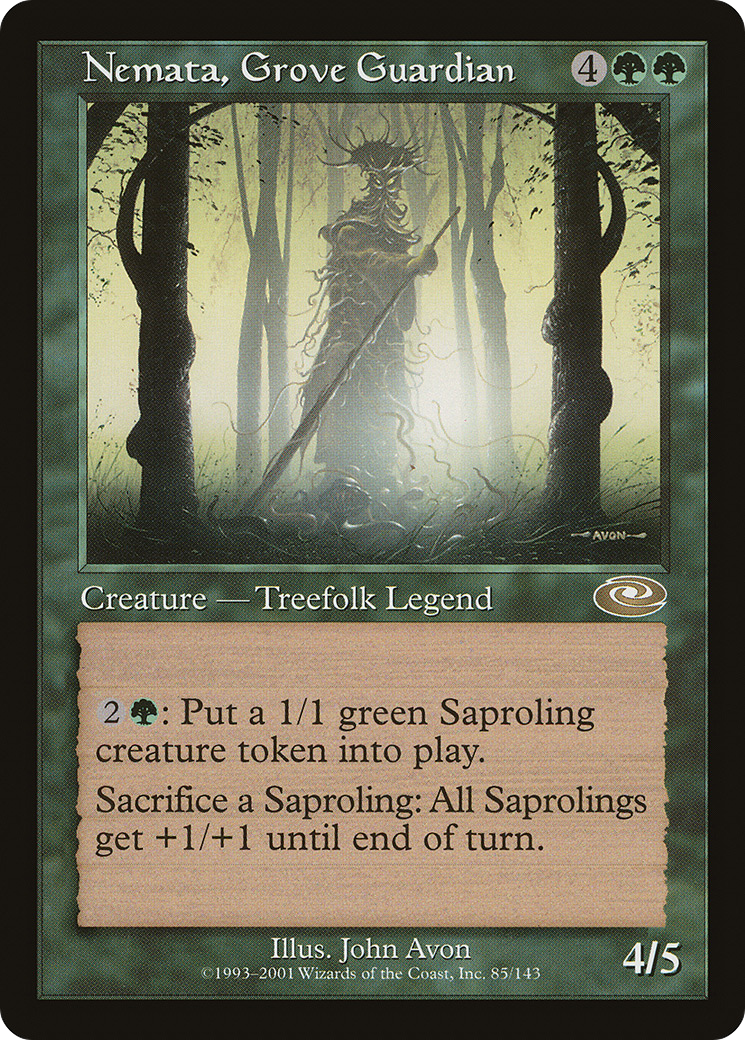 Nemata, Grove Guardian 4
AVON
Creature — Treefolk Legend
2 : Put a 1/1 green Saproling
creature token into play.
Sacrifice a Saproling: All Saprolings
get +1/+1 until end of turn.
Illus. John Avon
©1993–2001 Wizards of the Coast, Inc. 85/143
4/5